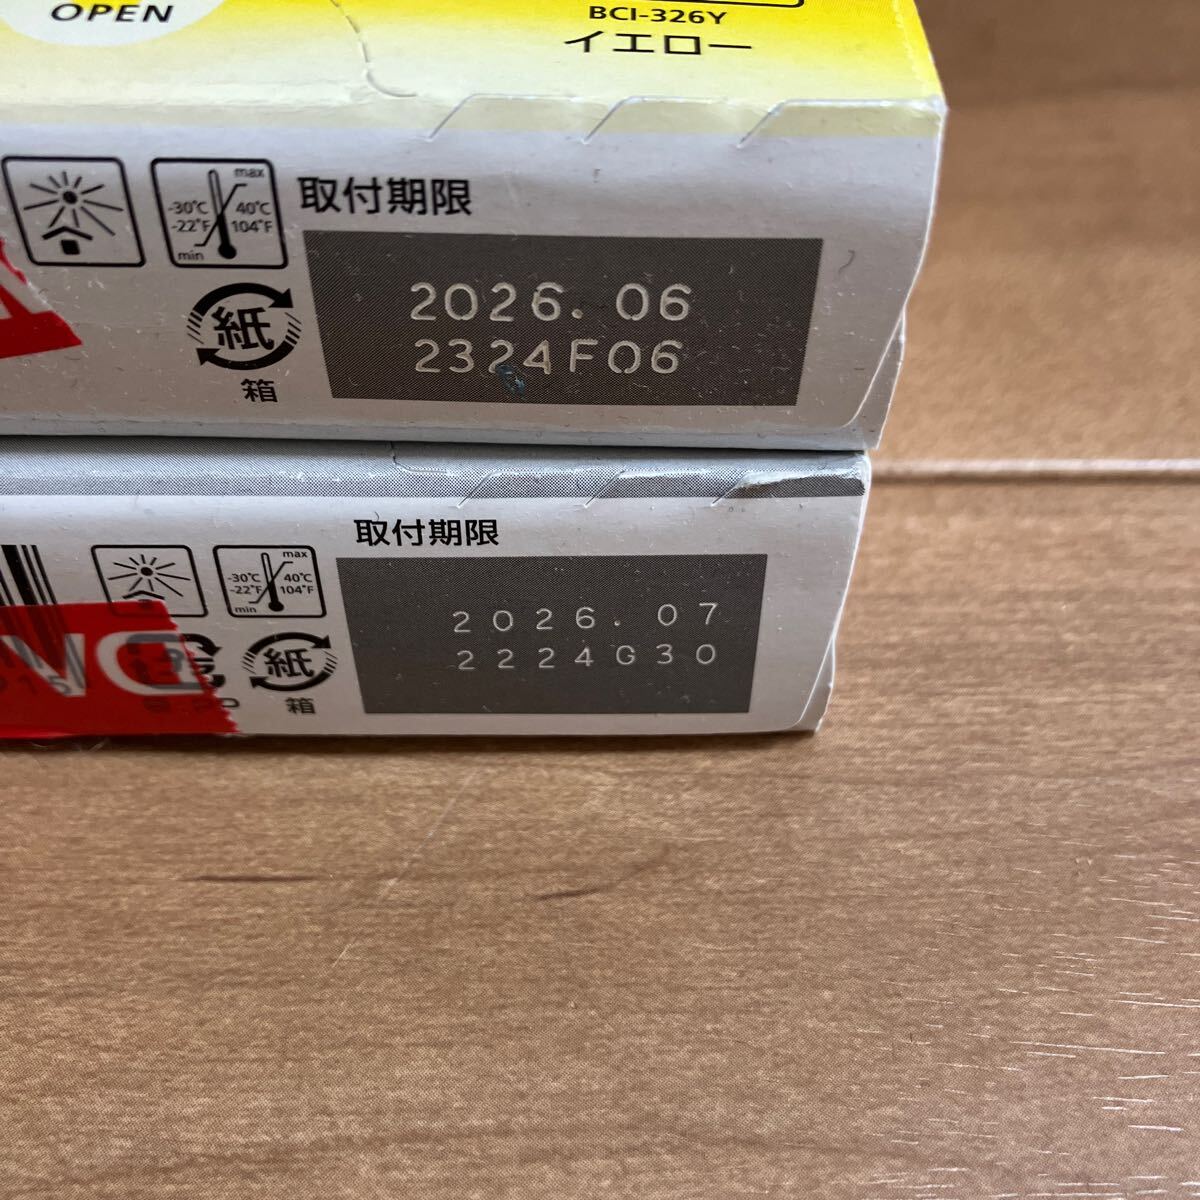 OPEN
BCI-326Y
イエロー
max
-30℃ 40℃
-22℉ 104℉
min
取付期限
2026.06
2324F06
紙
箱
取付期限
max
-30℃ 40℃
-22℉ 104℉
min
2026.07
2224G30
紙
箱